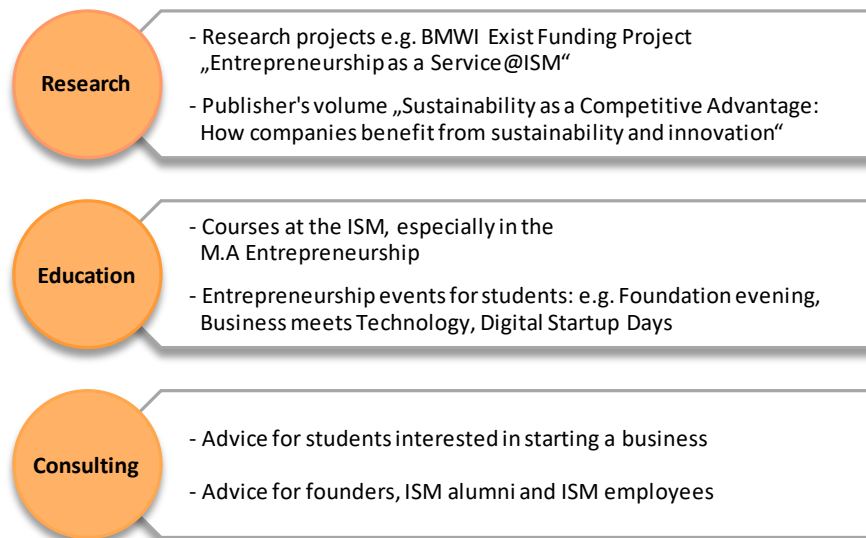 Research
- Research projects e.g. BMWI Exist Funding Project
„Entrepreneurship as a Service@ISM“
- Publisher's volume „Sustainability as a Competitive Advantage:
How companies benefit from sustainability and innovation“
Education
- Courses at the ISM, especially in the
M.A Entrepreneurship
- Entrepreneurship events for students: e.g. Foundation evening,
Business meets Technology, Digital Startup Days
Consulting
- Advice for students interested in starting a business
- Advice for founders, ISM alumni and ISM employees